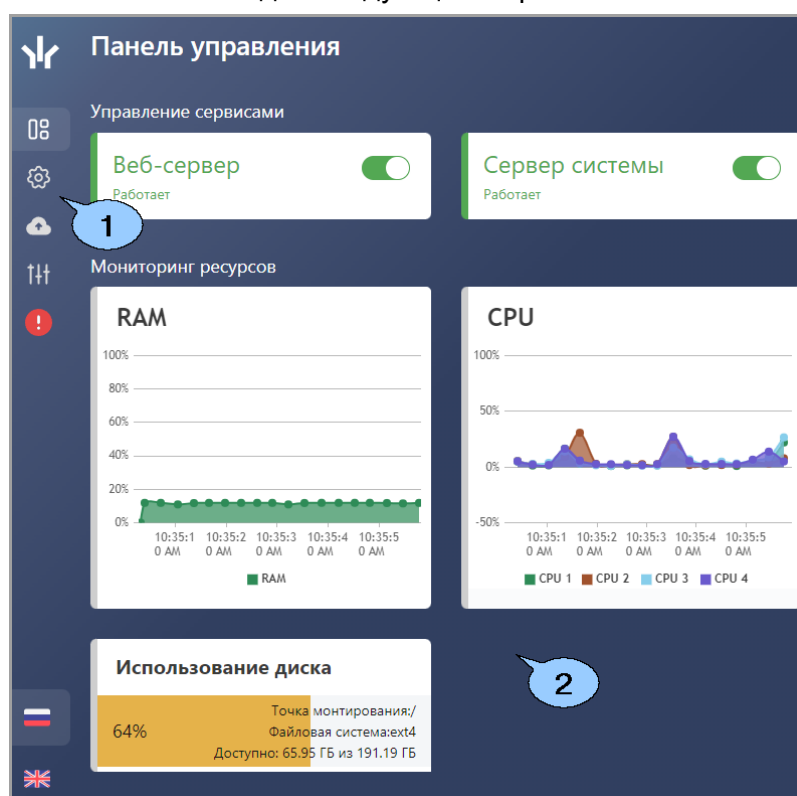 Панель управления
Управление сервисами
Веб-сервер
Работает
Сервер системы
Работает
1
Мониторинг ресурсов
RAM
100%
80%
60%
40%
20%
0%
10:35:1 10:35:2 10:35:3 10:35:4 10:35:5
0 AM 0 AM 0 AM 0 AM 0 AM
RAM
CPU
100%
50%
0%
-50%
10:35:1 10:35:2 10:35:3 10:35:4 10:35:5
0 AM 0 AM 0 AM 0 AM 0 AM
CPU 1 CPU 2 CPU 3 CPU 4
Использование диска
64%
Точка монтирования:/
Файловая система:ext4
Доступно: 65.95 ГБ из 191.19 ГБ
2